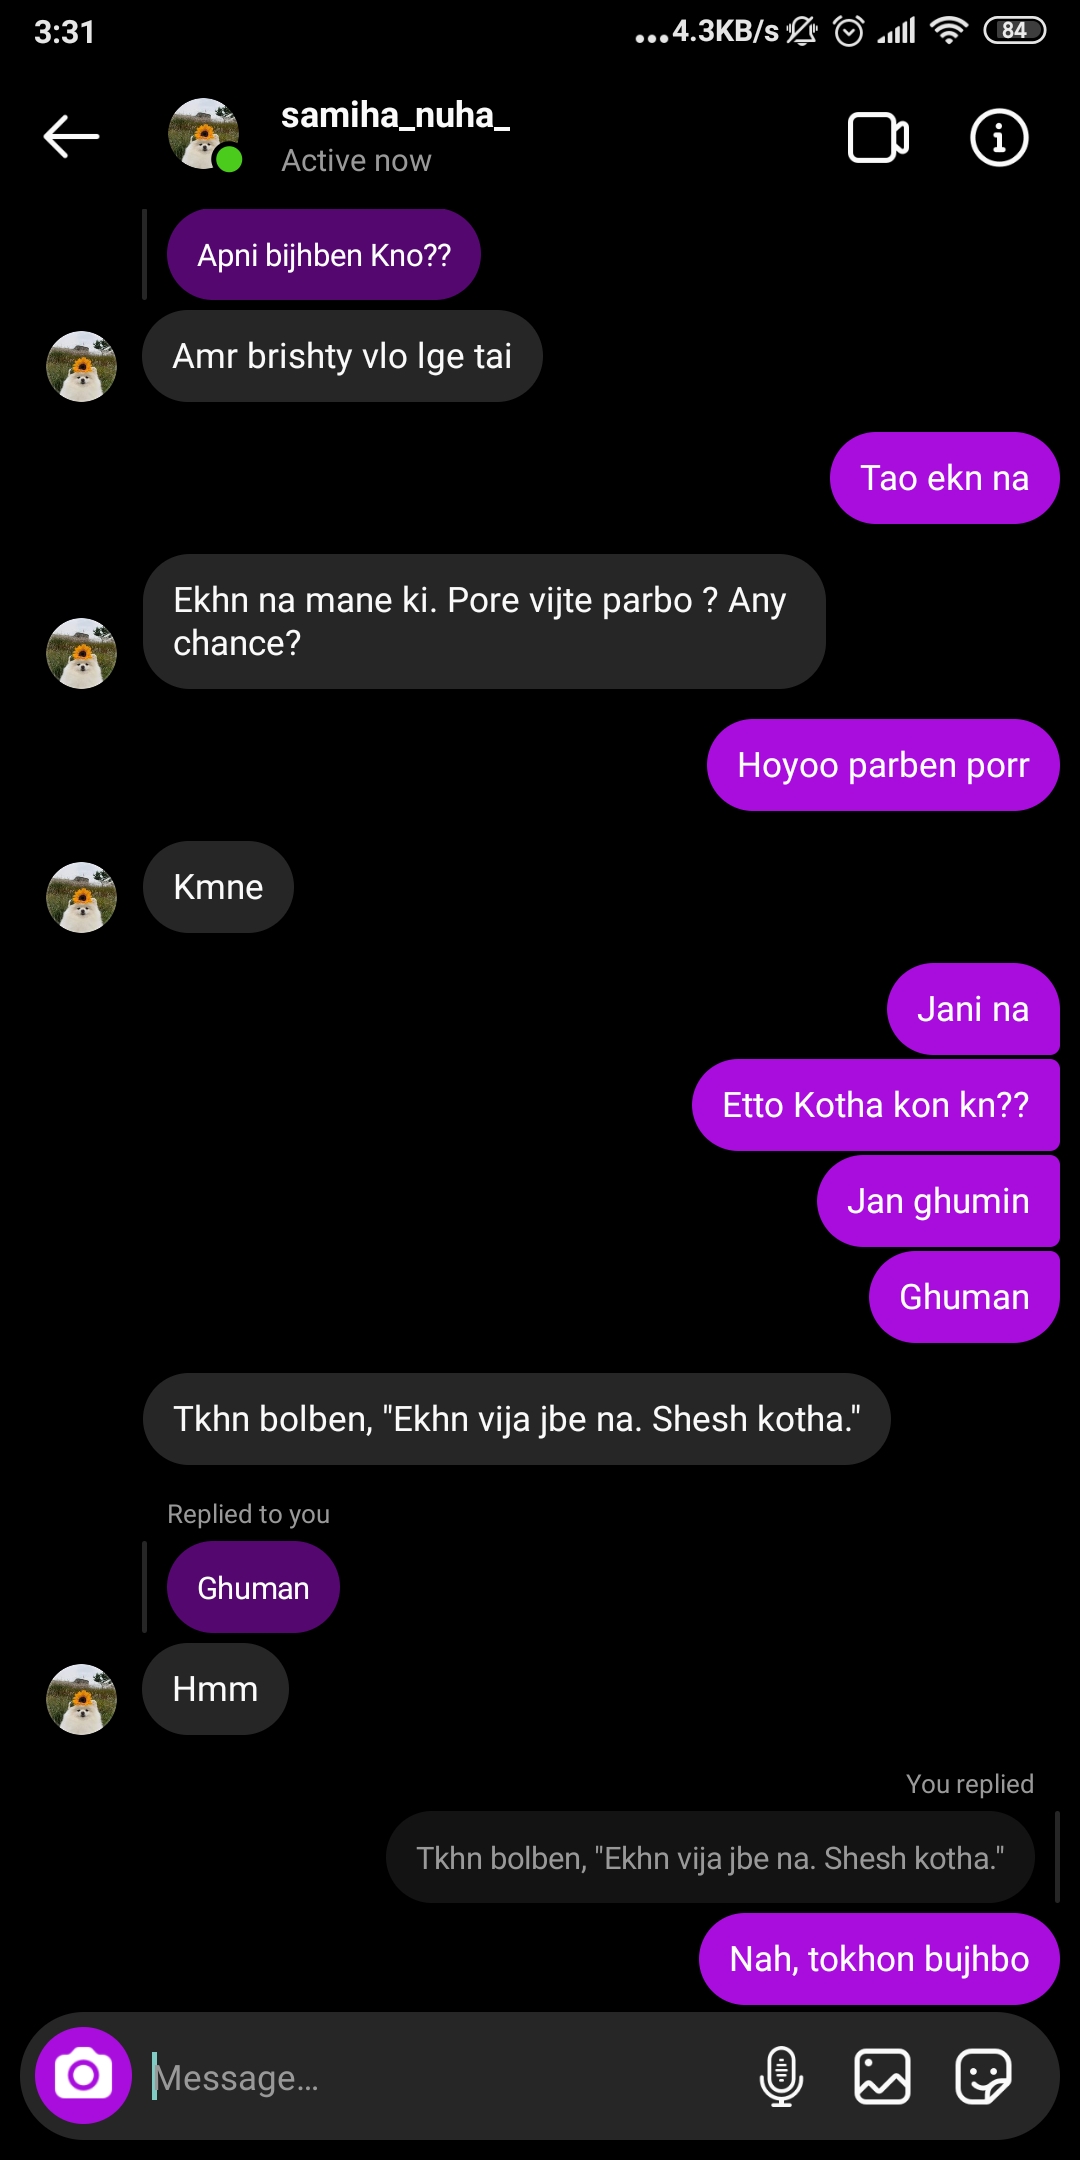 3:31
...4.3KB/s
84
samiha_nuha_
Active now
Apni bijhben Kno??
Amr brishty vlo lge tai
Tao ekn na
Ekhn na mane ki. Pore vijte parbo ? Any
chance?
Hoyoo parben porr
Kmne
Jani na
Etto Kotha kon kn??
Jan ghumin
Ghuman
Tkhn bolben, "Ekhn vija jbe na. Shesh kotha."
Replied to you
Ghuman
Hmm
You replied
Tkhn bolben, "Ekhn vija jbe na. Shesh kotha."
Nah, tokhon bujhbo
Message...